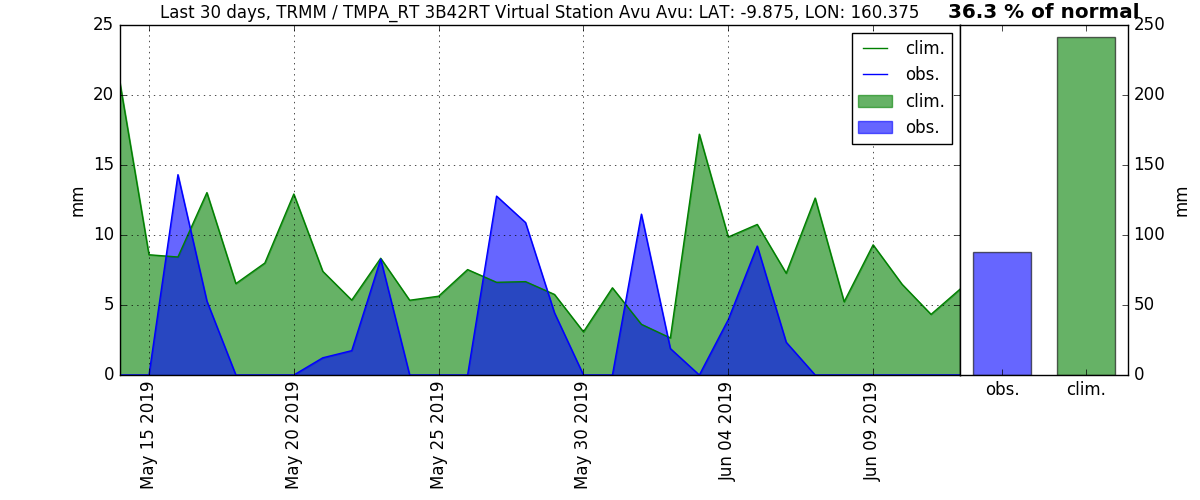 Last 30 days, TRMM / TMPA_RT 3B42RT Virtual Station Avu Avu: LAT: -9.875, LON: 160.375
36.3 % of normal
25
20
15
10
5
0
mm
clim.
obs.
clim.
obs.
May 15 2019
May 20 2019
May 25 2019
May 30 2019
Jun 04 2019
Jun 09 2019
250
200
150
100
50
0
mm
obs.
clim.